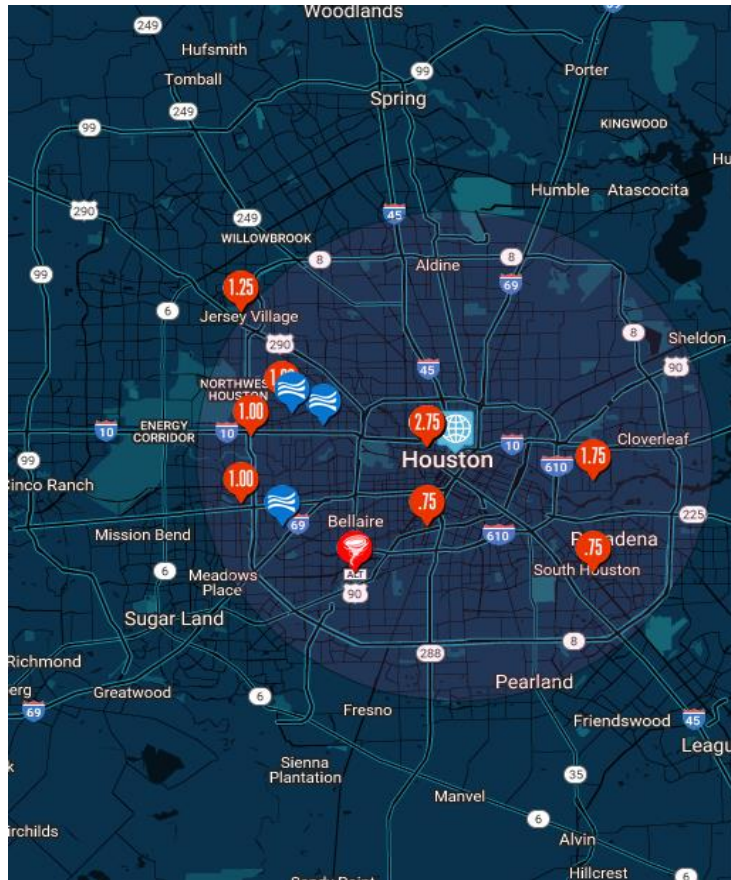 Woodlands
249
Hufsmith
Tomball
99
Porter
249
Spring
99
KINGWOOD
Humble
Atascocita
290
45
249
WILLOWBROOK
8
Aldine
8
99
69
1.25
6
Jersey Village
8
Sheldon
290
90
45
NORTHWES
HOUSTON
1.00
2.75
ENERGY
CORRIDOR
10
10
10
Cloverleaf
Houston
1.75
99
610
Cinco Ranch
1.00
.75
225
69
Bellaire
Mission Bend
610
.75
South Houston
6
Meadows
Place
ALT
90
Sugar Land
8
288
Richmond
Greatwood
6
Pearland
69
Fresno
Friendswood
45
Sienna
Plantation
35
Manvel
6
Alvin
6
Hillcrest